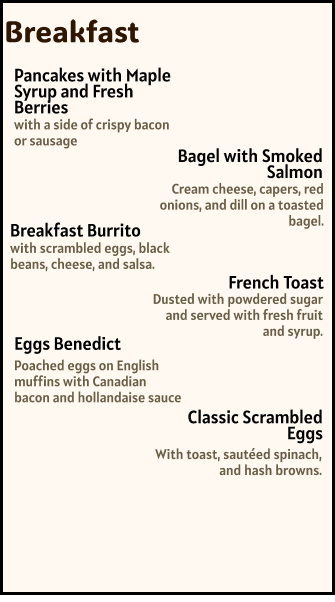 Breakfast
Pancakes with Maple
Syrup and Fresh
Berries
with a side of crispy bacon
or sausage
Bagel with Smoked
Salmon
Cream cheese, capers, red
onions, and dill on a toasted
bagel.
Breakfast Burrito
with scrambled eggs, black
beans, cheese, and salsa.
French Toast
Dusted with powdered sugar
and served with fresh fruit
and syrup.
Eggs Benedict
Poached eggs on English
muffins with Canadian
bacon and hollandaise sauce
Classic Scrambled
Eggs
With toast, sautéed spinach,
and hash browns.